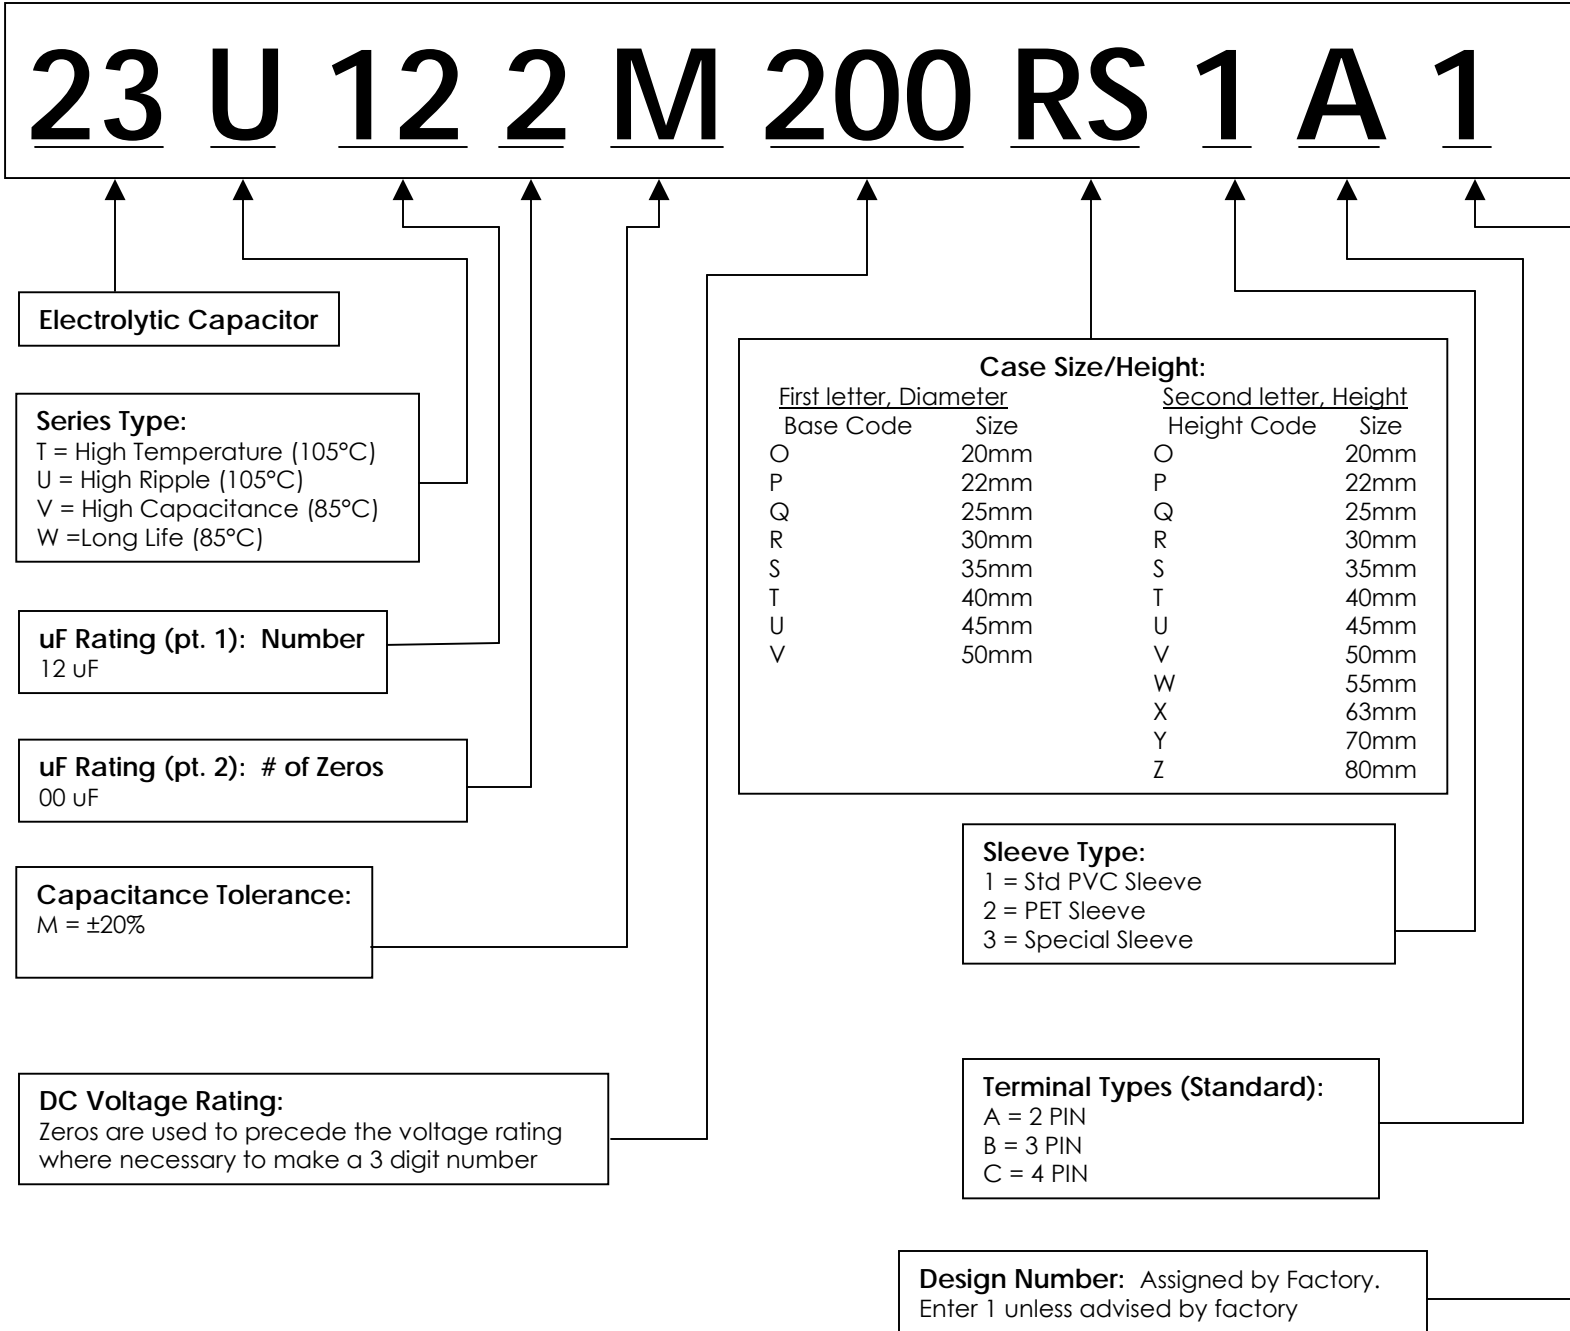 23 U 12 2 M 200 RS 1 A 1
Electrolytic Capacitor
Series Type:
T = High Temperature (105°C)
U = High Ripple (105°C)
V = High Capacitance (85°C)
W =Long Life (85°C)
uF Rating (pt. 1): Number
12 uF
uF Rating (pt. 2): # of Zeros
00 uF
Capacitance Tolerance:
M = ±20%
DC Voltage Rating:
Zeros are used to precede the voltage rating
where necessary to make a 3 digit number
Case Size/Height:
First letter, Diameter Second letter, Height
Base Code Size Height Code Size
O 20mm O 20mm
P 22mm P 22mm
Q 25mm Q 25mm
R 30mm R 30mm
S 35mm S 35mm
T 40mm T 40mm
U 45mm U 45mm
V 50mm V 50mm
W 55mm
X 63mm
Y 70mm
Z 80mm
Sleeve Type:
1 = Std PVC Sleeve
2 = PET Sleeve
3 = Special Sleeve
Terminal Types (Standard):
A = 2 PIN
B = 3 PIN
C = 4 PIN
Design Number: Assigned by Factory.
Enter 1 unless advised by factory